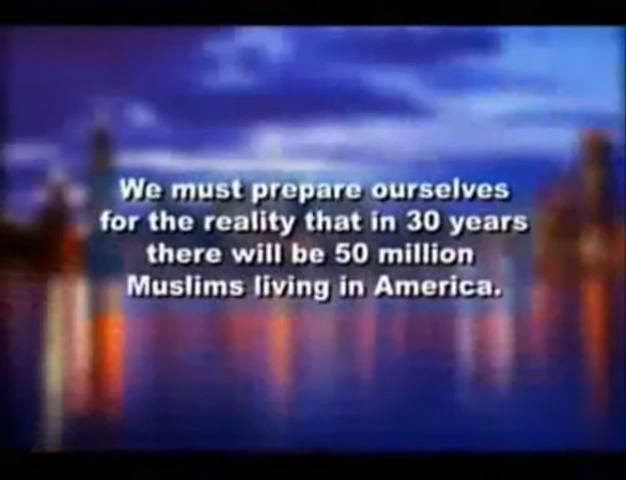 We must prepare ourselves
for the reality that in 30 years
there will be 50 million
Muslims living in America.